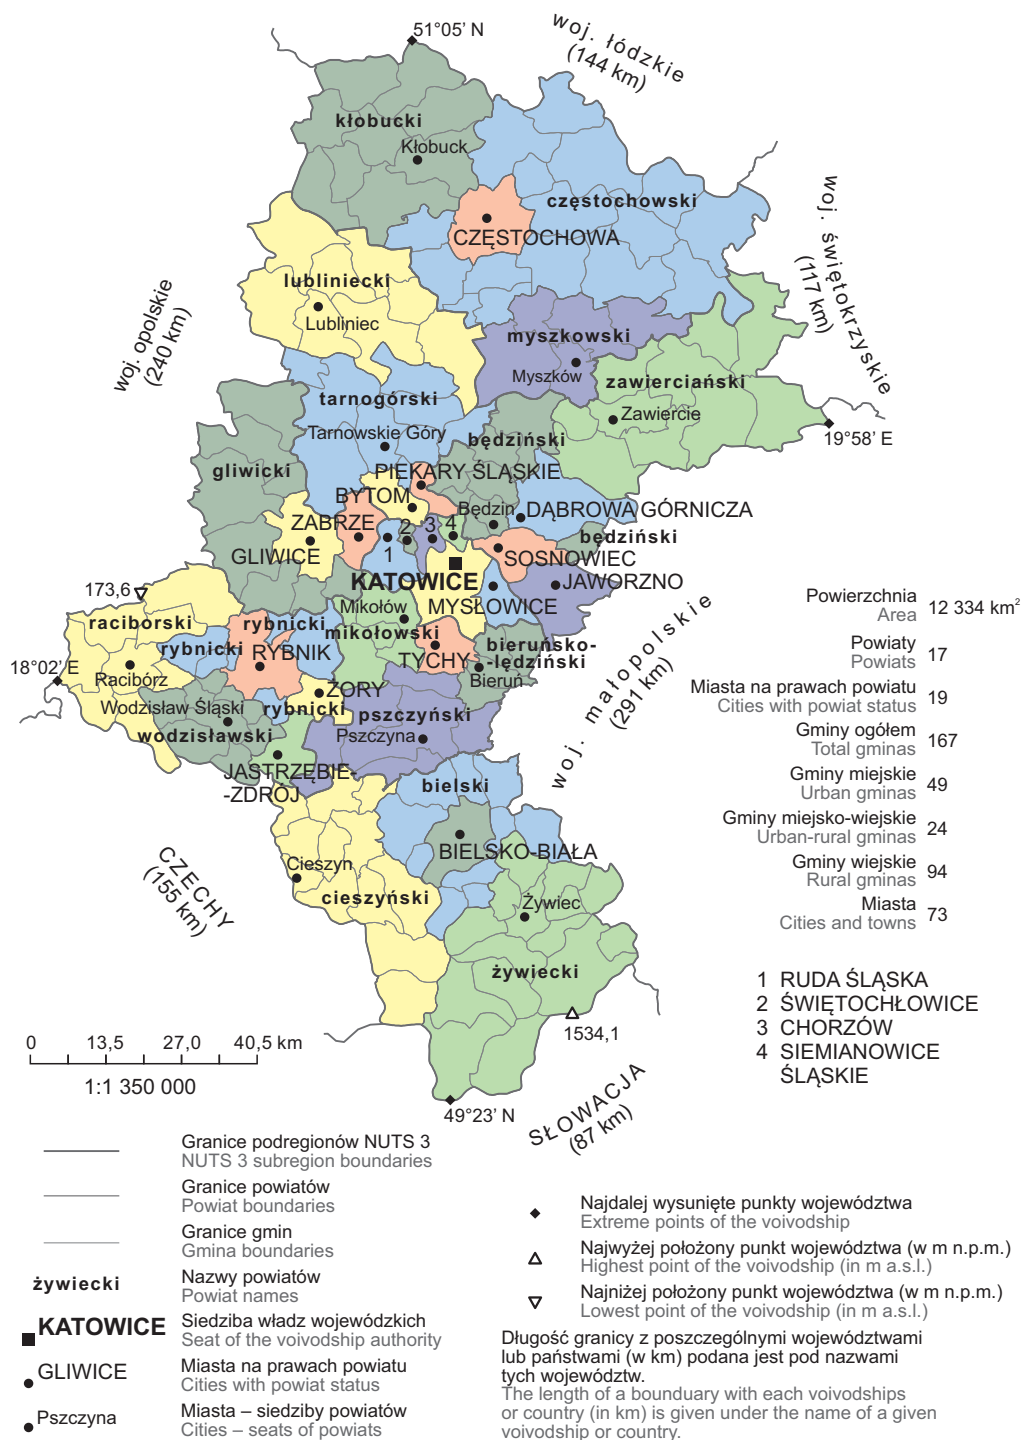 51°05' N
woj. łódzkie
(144 km)
kłobucki
Kłobuck
częstochowski
CZĘSTOCHOWA
woj. świętokrzyskie
(117 km)
lubliniecki
Lubliniec
woj. opolskie
(240 km)
myszkowski
Myszków
zawierciański
Zawiercie
19°58' E
tarnogórski
Tarnowskie Góry
będziński
gliwicki
PIEKARY ŚLĄSKIE
BYTOM
Będzin
DĄBROWA GÓRNICZA
ZABRZE
2
3
4
będziński
GLIWICE
1
SOSNOWIEC
KATOWICE
JAWORZNO
173,6
Mikołów
MYSŁOWICE
raciborski
rybnicki
mikołowski
rybnicki
RYBNIK
TYCHY
bieruńsko-
-lędziński
18°02' E
Racibórz
Bieruń
ŻORY
Wodzisław Śląski
rybnicki
pszczyński
wodzisławski
Pszczyna
woj. małopolskie
(291 km)
JASTRZĘBIE-
-ZDRÓJ
bielski
BIELSKO-BIAŁA
CZECHY
(155 km)
Cieszyn
cieszyński
Żywiec
żywiecki
1534,1
49°23' N
SŁOWACJA
(87 km)
Powierzchnia
Area
12 334 km²
Powiaty
Powiats
17
Miasta na prawach powiatu
Cities with powiat status
19
Gminy ogółem
Total gminas
167
Gminy miejskie
Urban gminas
49
Gminy miejsko-wiejskie
Urban-rural gminas
24
Gminy wiejskie
Rural gminas
94
Miasta
Cities and towns
73
1 RUDA ŚLĄSKA
2 ŚWIĘTOCHŁOWICE
3 CHORZÓW
4 SIEMIANOWICE
ŚLĄSKIE
0 13,5 27,0 40,5 km
1:1 350 000
Granice podregionów NUTS 3
NUTS 3 subregion boundaries
Granice powiatów
Powiat boundaries
Granice gmin
Gmina boundaries
żywiecki
Nazwy powiatów
Powiat names
KATOWICE
Siedziba władz wojewódzkich
Seat of the voivodship authority
GLIWICE
Miasta na prawach powiatu
Cities with powiat status
Pszczyna
Miasta – siedziby powiatów
Cities – seats of powiats
Najdalej wysunięte punkty województwa
Extreme points of the voivodship
Najwyżej położony punkt województwa (w m n.p.m.)
Highest point of the voivodship (in m a.s.l.)
Najniżej położony punkt województwa (w m n.p.m.)
Lowest point of the voivodship (in m a.s.l.)
Długość granicy z poszczególnymi województwami
lub państwami (w km) podana jest pod nazwami
tych województw.
The length of a bounduary with each voivodships
or country (in km) is given under the name of a given
voivodship or country.